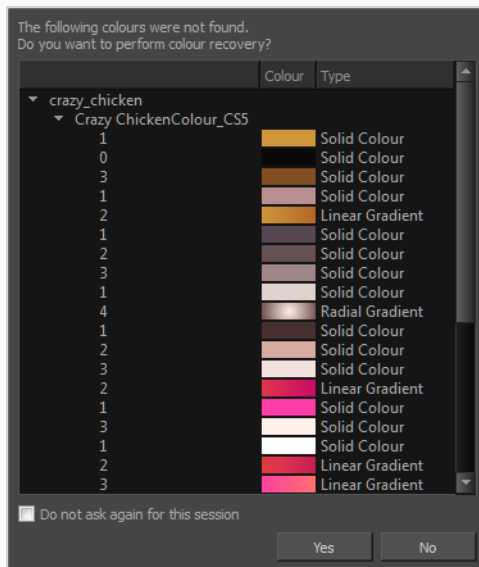 The following colours were not found.
Do you want to perform colour recovery?
Colour Type
crazy_chicken
Crazy ChickenColour_CS5
1 Solid Colour
0 Solid Colour
3 Solid Colour
1 Solid Colour
2 Linear Gradient
1 Solid Colour
2 Solid Colour
3 Solid Colour
1 Solid Colour
4 Radial Gradient
1 Solid Colour
2 Solid Colour
3 Solid Colour
2 Linear Gradient
1 Solid Colour
3 Solid Colour
1 Solid Colour
2 Linear Gradient
3 Linear Gradient
Do not ask again for this session
Yes No